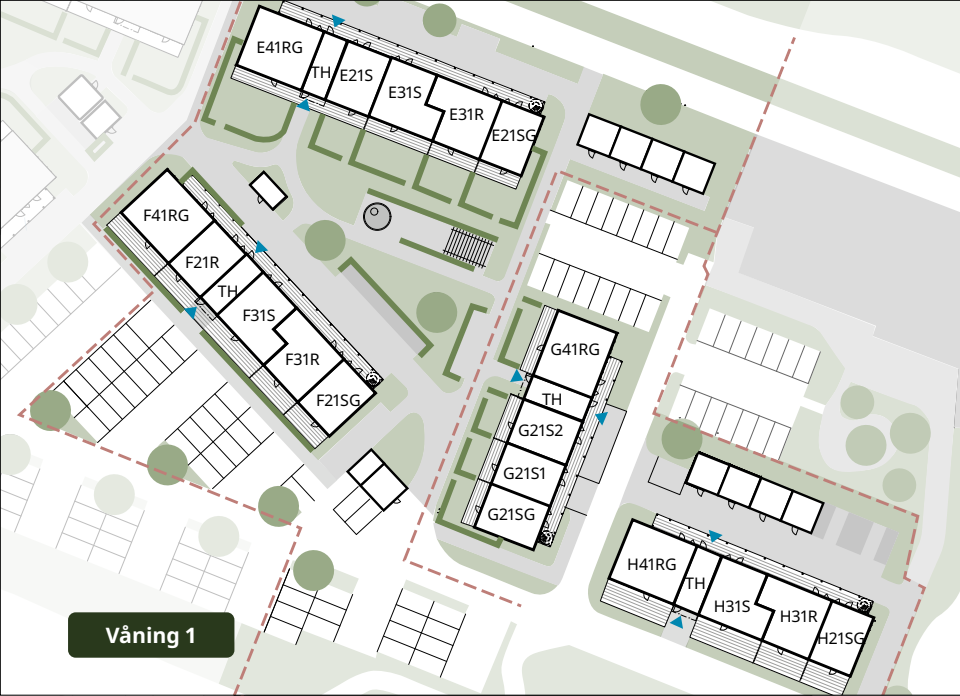 E41RG
TH
E21S
E31S
E31R
E21SG
F41RG
F21R
TH
F31S
F31R
F21SG
G41RG
TH
G21S2
G21S1
G21SG
H41RG
TH
H31S
H31R
H21SG
Våning 1